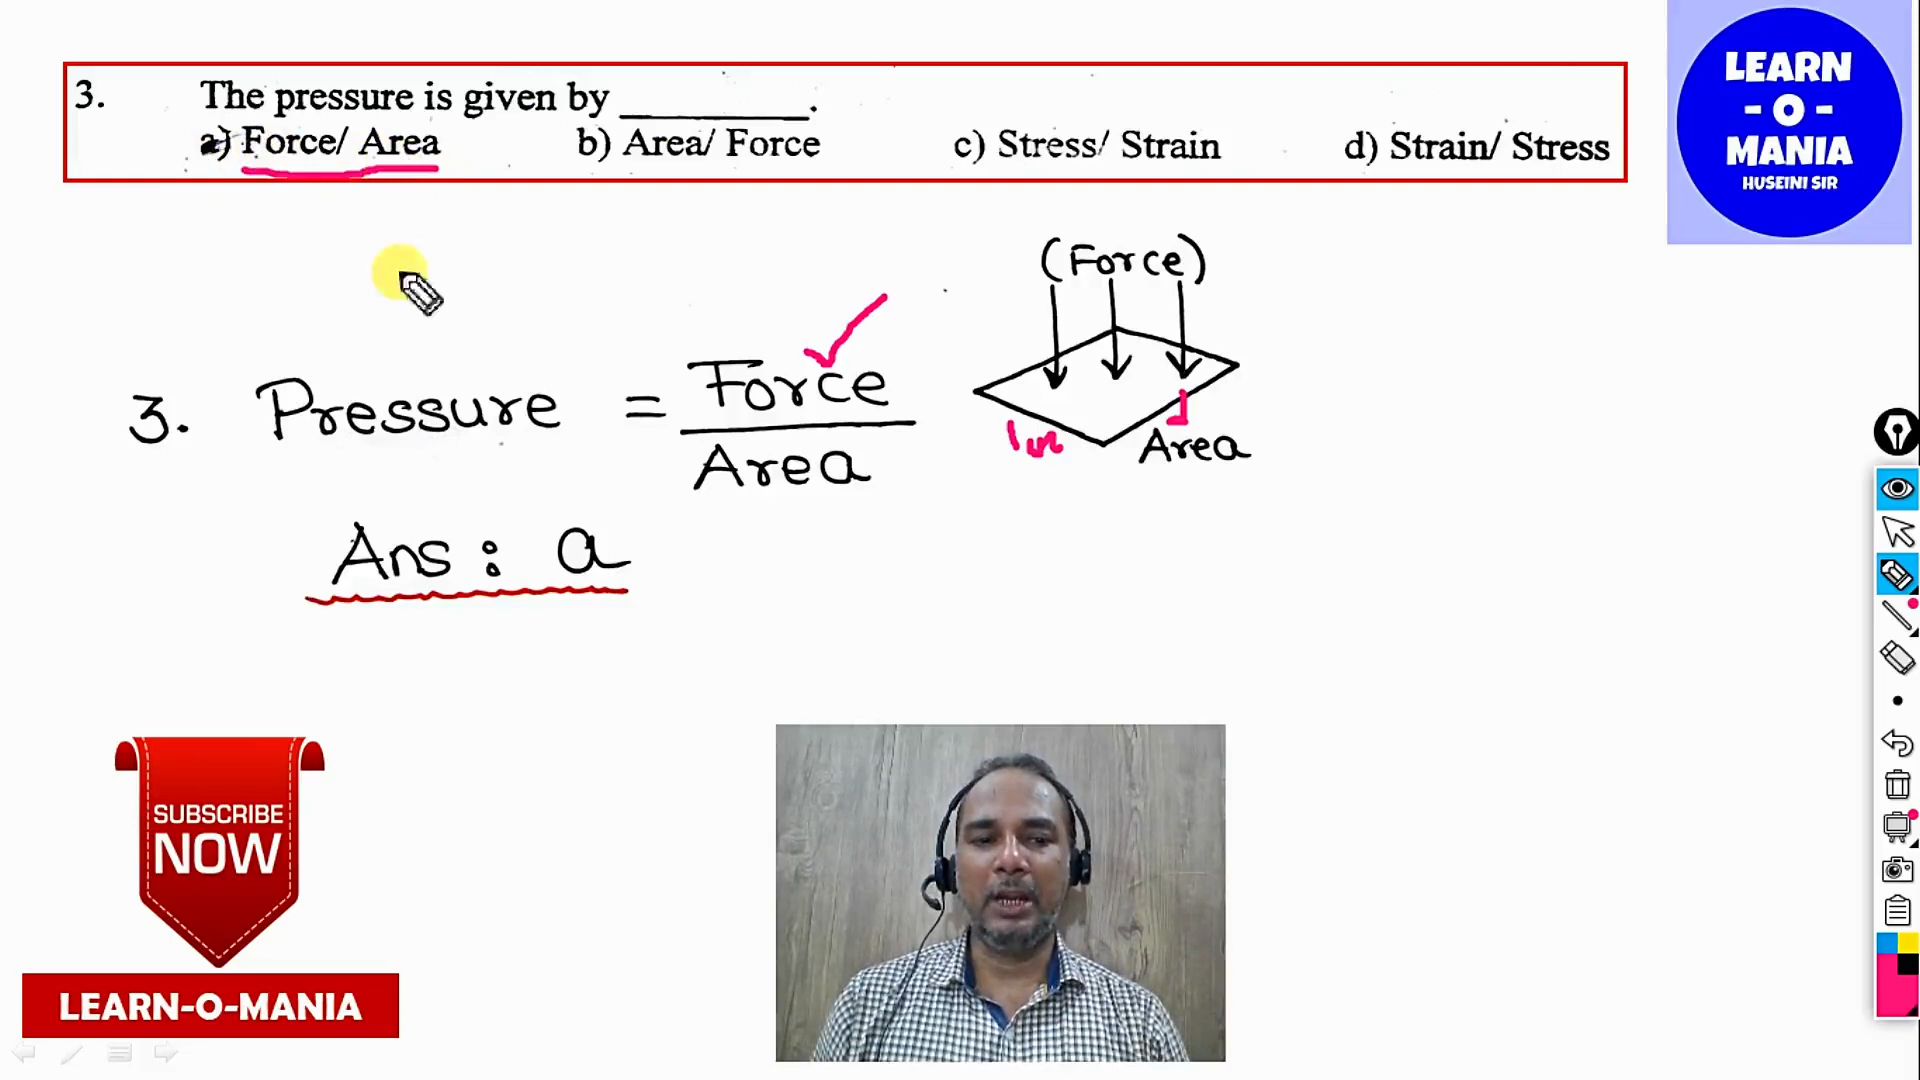 3. The pressure is given by __________.
a) Force/ Area b) Area/ Force c) Stress/ Strain d) Strain/ Stress
LEARN
- O -
MANIA
HUSEINI SIR
(Force)
3. Pressure = Force
Area
Area
Ans : a
SUBSCRIBE
NOW
LEARN-O-MANIA